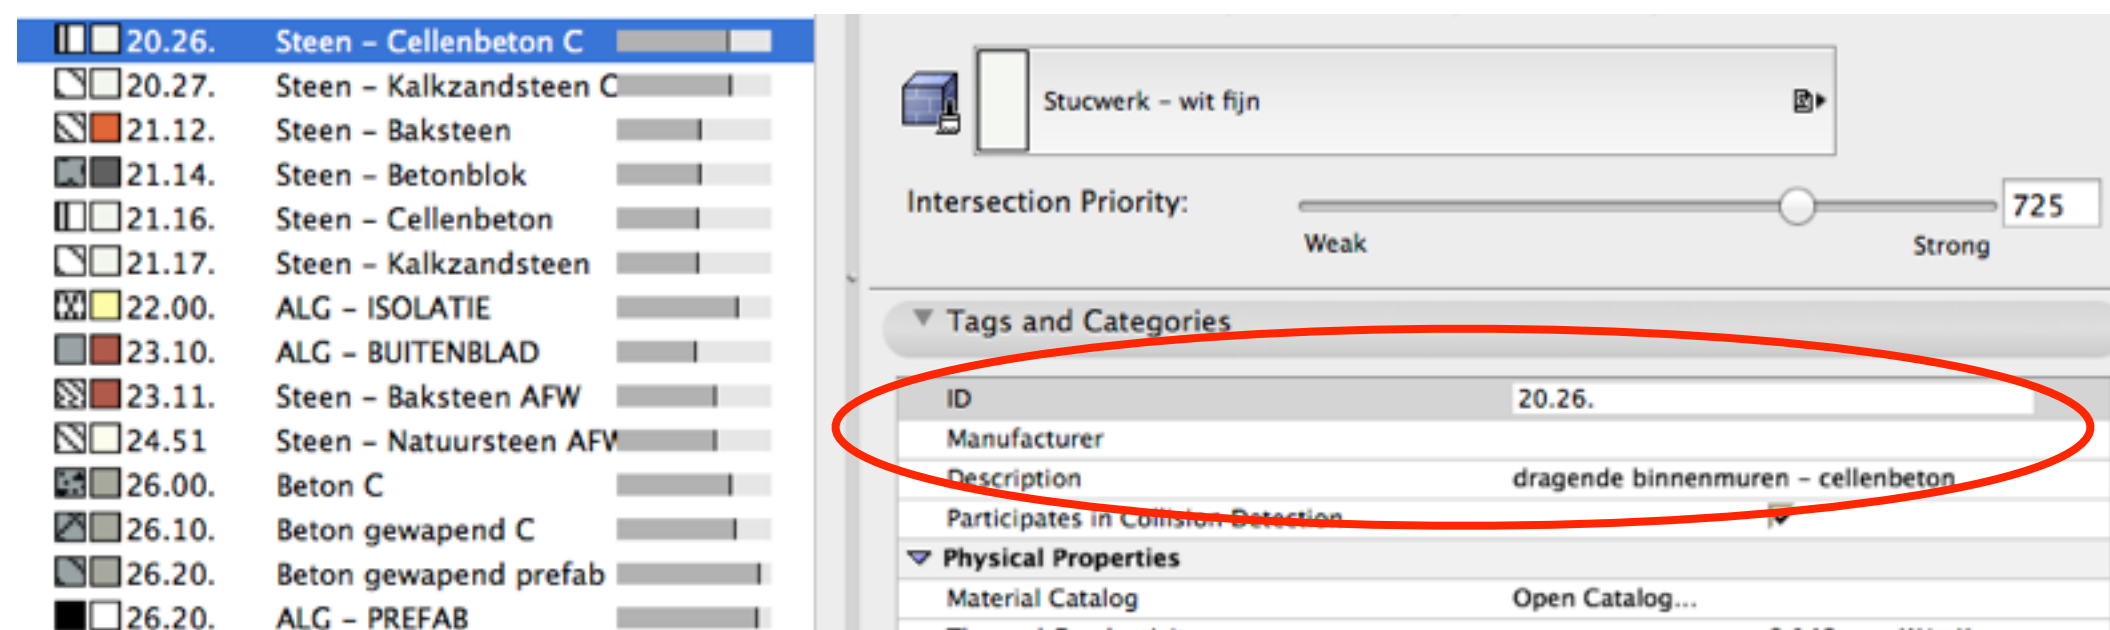 20.26. Steen – Cellenbeton C
20.27. Steen – Kalkzandsteen C
21.12. Steen – Baksteen
21.14. Steen – Betonblok
21.16. Steen – Cellenbeton
21.17. Steen – Kalkzandsteen
22.00. ALG – ISOLATIE
23.10. ALG – BUITENBLAD
23.11. Steen – Baksteen AFW
24.51 Steen – Natuursteen AFW
26.00. Beton C
26.10. Beton gewapend C
26.20. Beton gewapend prefab
26.20. ALG – PREFAB
Stucwerk – wit fijn
Intersection Priority: 725
Weak Strong
Tags and Categories
ID 20.26.
Manufacturer
Description dragende binnenmuren – cellenbeton
Participates in Collision Detection
Physical Properties
Material Catalog Open Catalog...